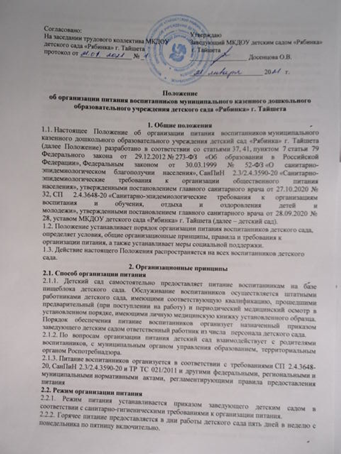 Согласовано:
На заседании трудового коллектива МКДОУ
детского сада «Рябинка» г. Тайшета
протокол от № 1
Утверждаю
Заведующий МКДОУ детским садом «Рябинка»
г. Тайшета
О.В.
января
Положение
об организации питания воспитанников муниципального казенного дошкольного
образовательного учреждения детского сада «Рябинка» г. Тайшета
1. Общие положения
1.1. Настоящее Положение об организации питания воспитанников муниципального
казенного дошкольного образовательного учреждения детский сад «Рябинка» г. Тайшета
(далее Положение) разработано в соответствии со статьями 37, 41, пунктом 7 статьи 79
Федерального закона от 29.12.2012 № 273-ФЗ «Об образовании в Российской
Федерации», Федеральным законом от 30.03.1999 № 52-ФЗ «О санитарно-
эпидемиологическом благополучии населения», СанПиН 2.3/2.4.3590-20 «Санитарно-
эпидемиологические требования к организации общественного питания
населения», утвержденными постановлением главного санитарного врача от 27.10.2020 №
32, СП 2.4.3648-20 «Санитарно-эпидемиологические требования к организации
воспитания и обучения, отдыха и оздоровления детей и
молодежи», утвержденными постановлением главного санитарного врача от 28.09.2020 №
28, уставом МКДОУ детского сада «Рябинка» г. Тайшета (далее – детский сад).
1.2. Положение устанавливает порядок организации питания воспитанников детского сада,
определяет условия, общие организационные принципы, правила и требования к
организации питания, а также устанавливает меры социальной поддержки.
1.3. Действие настоящего Положения распространяется на всех воспитанников детского
сада.
2. Организационные принципы
2.1. Способ организации питания
2.1.1. Детский сад самостоятельно предоставляет питание воспитанникам на базе
пищеблока детского сада. Обслуживание воспитанников осуществляется штатными
работниками детского сада, имеющими соответствующую квалификацию, прошедшими
предварительный (при поступлении на работу) и периодический медицинский осмотр в
установленном порядке, имеющими личную медицинскую книжку установленного образца.
Порядок обеспечения питанием воспитанников организует назначенный приказом
заведующего детским садом ответственный работник из числа персонала детского сада.
2.1.2. По вопросам организации питания детский сад взаимодействует с родителями
воспитанников, с муниципальным органом управления образованием, территориальным
органом Роспотребнадзора.
2.1.3. Питание воспитанников организуется в соответствии с требованиями СП 2.4.3648-
20, СанПиН 2.3/2.4.3590-20 и ТР ТС 021/2011 и другими федеральными, региональными и
муниципальными нормативными актами, регламентирующими правила предоставления
питания
2.2. Режим организации питания
2.2.1. Режим питания устанавливается приказом заведующего детским садом в
соответствии с санитарно-гигиеническими требованиями к организации питания.
2.2.2. Горячее питание предоставляется в дни работы детского сада пять дней в неделю с
понедельника по пятницу включительно.